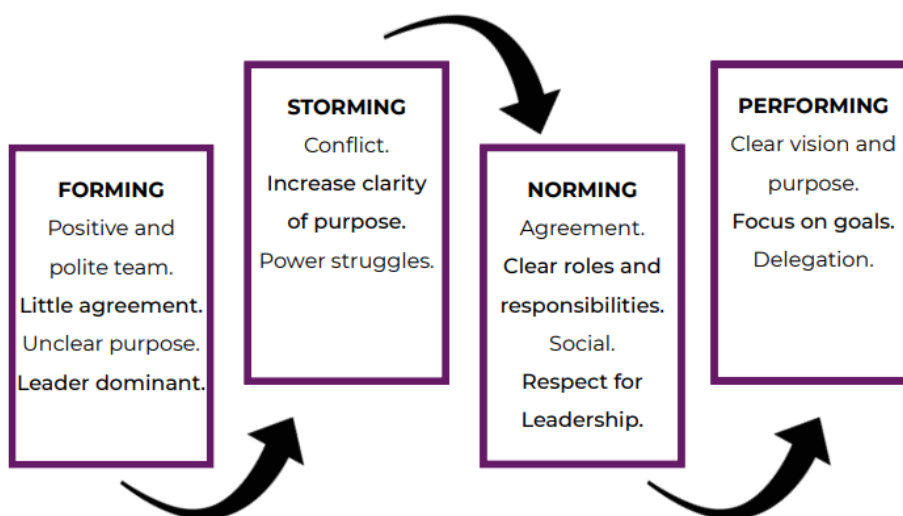 FORMING
Positive and
polite team.
Little agreement.
Unclear purpose.
Leader dominant.
STORMING
Conflict.
Increase clarity
of purpose.
Power struggles.
NORMING
Agreement.
Clear roles and
responsibilities.
Social.
Respect for
Leadership.
PERFORMING
Clear vision and
purpose.
Focus on goals.
Delegation.